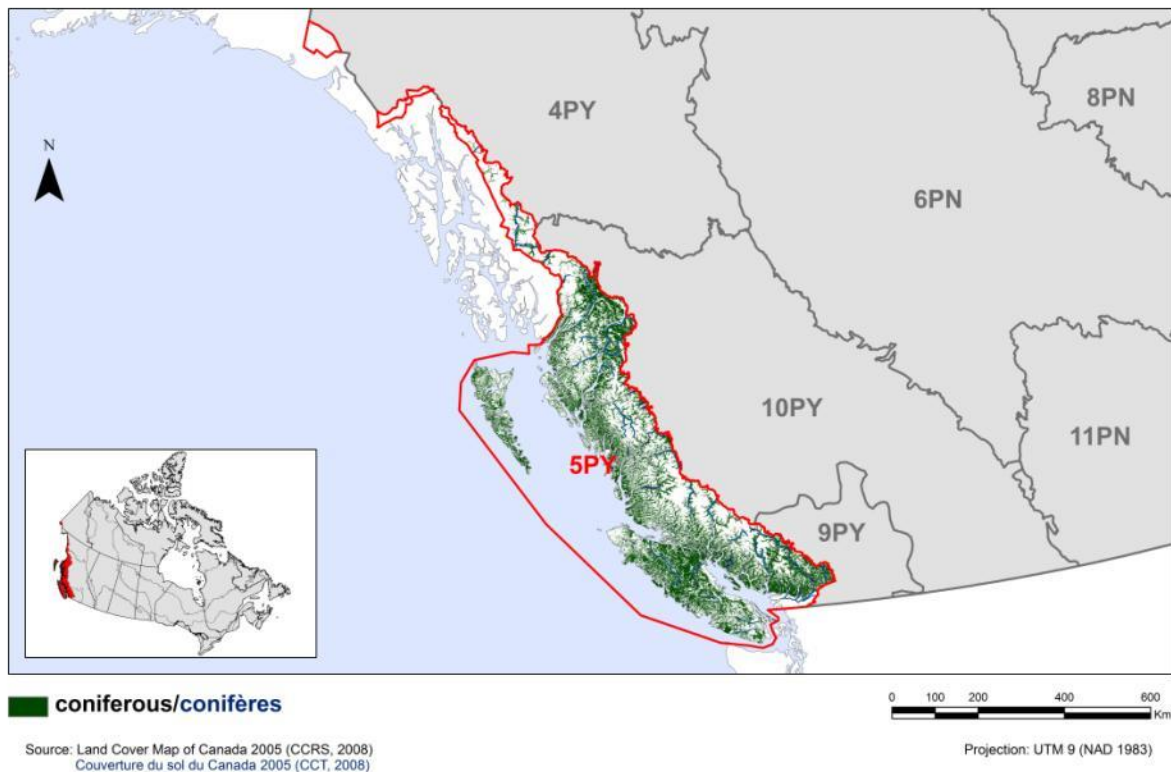 N
4PY
8PN
6PN
10PY
11PN
5PY
9PY
coniferous/conifères
0 100 200 400 600
Km
Source: Land Cover Map of Canada 2005 (CCRS, 2008)
Couverture du sol du Canada 2005 (CCT, 2008)
Projection: UTM 9 (NAD 1983)